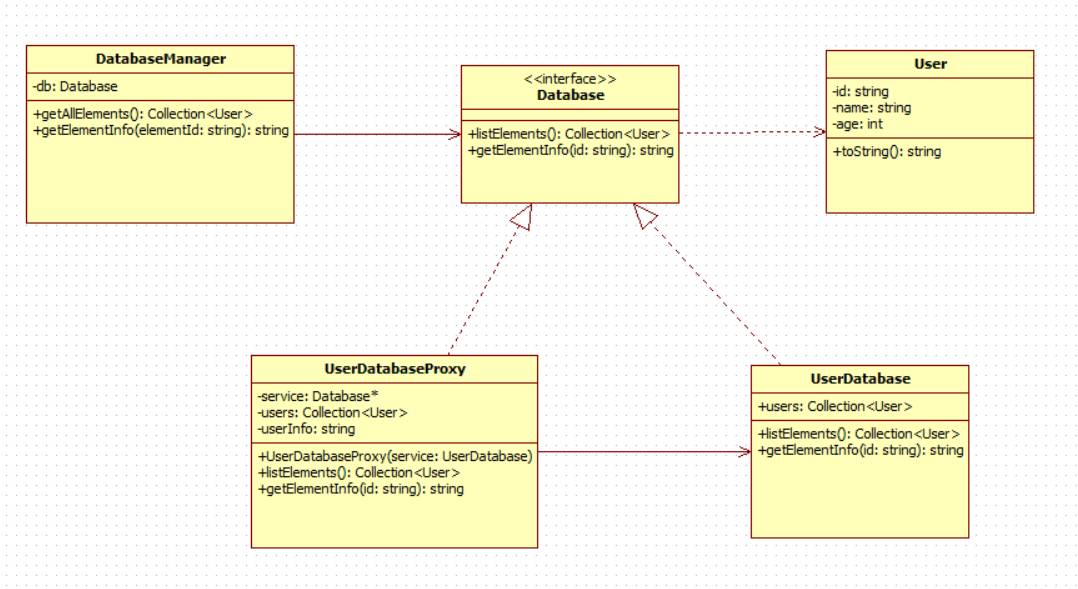 DatabaseManager
-db: Database
+getAllElements(): Collection<User>
+getElementInfo(elementId: string): string
<<interface>>
Database
+listElements(): Collection<User>
+getElementInfo(id: string): string
User
-id: string
-name: string
-age: int
+toString(): string
UserDatabaseProxy
-service: Database*
-users: Collection<User>
-userInfo: string
+UserDatabaseProxy(service: UserDatabase)
+listElements(): Collection<User>
+getElementInfo(id: string): string
UserDatabase
+users: Collection<User>
+listElements(): Collection<User>
+getElementInfo(id: string): string